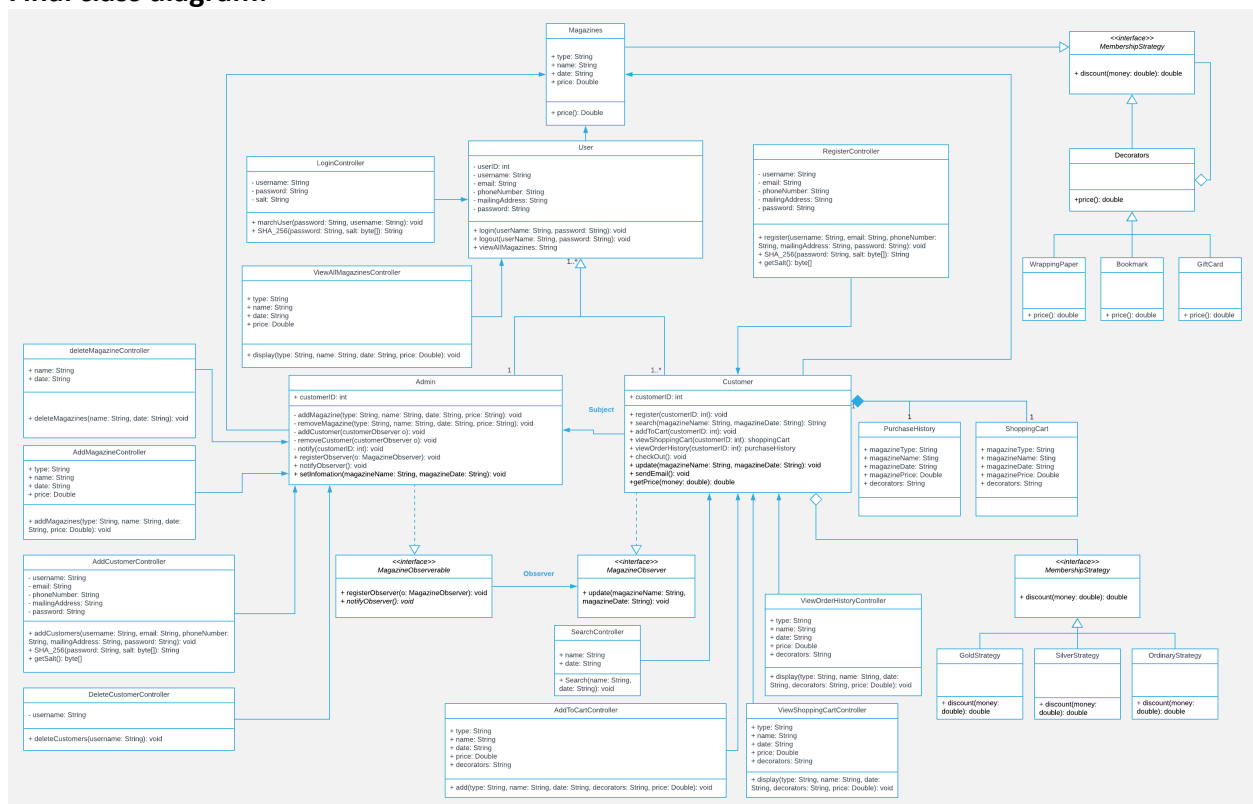 Final class diagram:
Magazines
+ type: String
+ name: String
+ date: String
+ price: Double
+ price(): Double
<<interface>>
MembershipStrategy
+ discount(money: double): double
Decorators
+price(): double
WrappingPaper
+ price(): double
Bookmark
+ price(): double
GiftCard
+ price(): double
User
- userID: int
- username: String
- email: String
- phoneNumber: String
- mailingAddress: String
- password: String
+ login(userName: String, password: String): void
+ logout(userName: String, password: String): void
+ viewAllMagazines: String
1..*
LoginController
- username: String
- password: String
- salt: String
+ marchUser(password: String, username: String): void
+ SHA_256(password: String, salt: byte[]): String
RegisterController
- username: String
- email: String
- phoneNumber: String
- mailingAddress: String
- password: String
+ register(username: String, email: String, phoneNumber:
String, mailingAddress: String, password: String): void
+ SHA_256(password: String, salt: byte[]): String
+ getSalt(): byte[]
ViewAllMagazinesController
+ type: String
+ name: String
+ date: String
+ price: Double
+ display(type: String, name: String, date: String, price: Double): void
deleteMagazineController
+ name: String
+ date: String
+ deleteMagazines(name: String, date: String): void
1
Admin
+ customerID: int
- addMagazine(type: String, name: String, date: String, price: String): void
- removeMagazine(type: String, name: String, date: String, price: String): void
- addCustomer(customerObserver o): void
- removeCustomer(customerObserver o): void
- notify(customerID: int): void
+ registerObserver(o: MagazineObserver): void
+ notifyObserver(): void
+ setInfomation(magazineName: String, magazineDate: String): void
Subject
1..*
Customer
+ customerID: int
+ register(customerID: int): void
+ search(magazineName: String, magazineDate: String): String
+ addToCart(customerID: int): void
+ viewShoppingCart(customerID: int): shoppingCart
+ viewOrderHistory(customerID: int): purchaseHistory
+ checkOut(): void
+ update(magazineName: String, magazineDate: String): void
+ sendEmail(): void
+getPrice(money: double): double
1
1
1
PurchaseHistory
+ magazineType: String
+ magazineName: String
+ magazineDate: String
+ magazinePrice: Double
+ decorators: String
ShoppingCart
+ magazineType: String
+ magazineName: String
+ magazineDate: String
+ magazinePrice: Double
+ decorators: String
AddMagazineController
+ type: String
+ name: String
+ date: String
+ price: Double
+ addMagazines(type: String, name: String, date:
String, price: Double): void
AddCustomerController
- username: String
- email: String
- phoneNumber: String
- mailingAddress: String
- password: String
+ addCustomers(username: String, email: String, phoneNumber:
String, mailingAddress: String, password: String): void
+ SHA_256(password: String, salt: byte[]): String
+ getSalt(): byte[]
DeleteCustomerController
- username: String
+ deleteCustomers(username: String): void
<<interface>>
MagazineObserverable
+ registerObserver(o: MagazineObserver): void
+ notifyObserver(): void
Observer
<<interface>>
MagazineObserver
+ update(magazineName: String,
magazineDate: String): void
SearchController
+ name: String
+ date: String
+ Search(name: String,
date: String): void
AddToCartController
+ type: String
+ name: String
+ date: String
+ price: Double
+ decorators: String
+ add(type: String, name: String, date: String, decorators: String, price: Double): void
ViewOrderHistoryController
+ type: String
+ name: String
+ date: String
+ price: Double
+ decorators: String
+ display(type: String, name: String, date:
String, decorators: String, price: Double): void
ViewShoppingCartController
+ type: String
+ name: String
+ date: String
+ price: Double
+ decorators: String
+ display(type: String, name: String, date:
String, decorators: String, price: Double): void
<<interface>>
MembershipStrategy
+ discount(money: double): double
GoldStrategy
+ discount(money:
double): double
SilverStrategy
+ discount(money:
double): double
OrdinaryStrategy
+ discount(money:
double): double